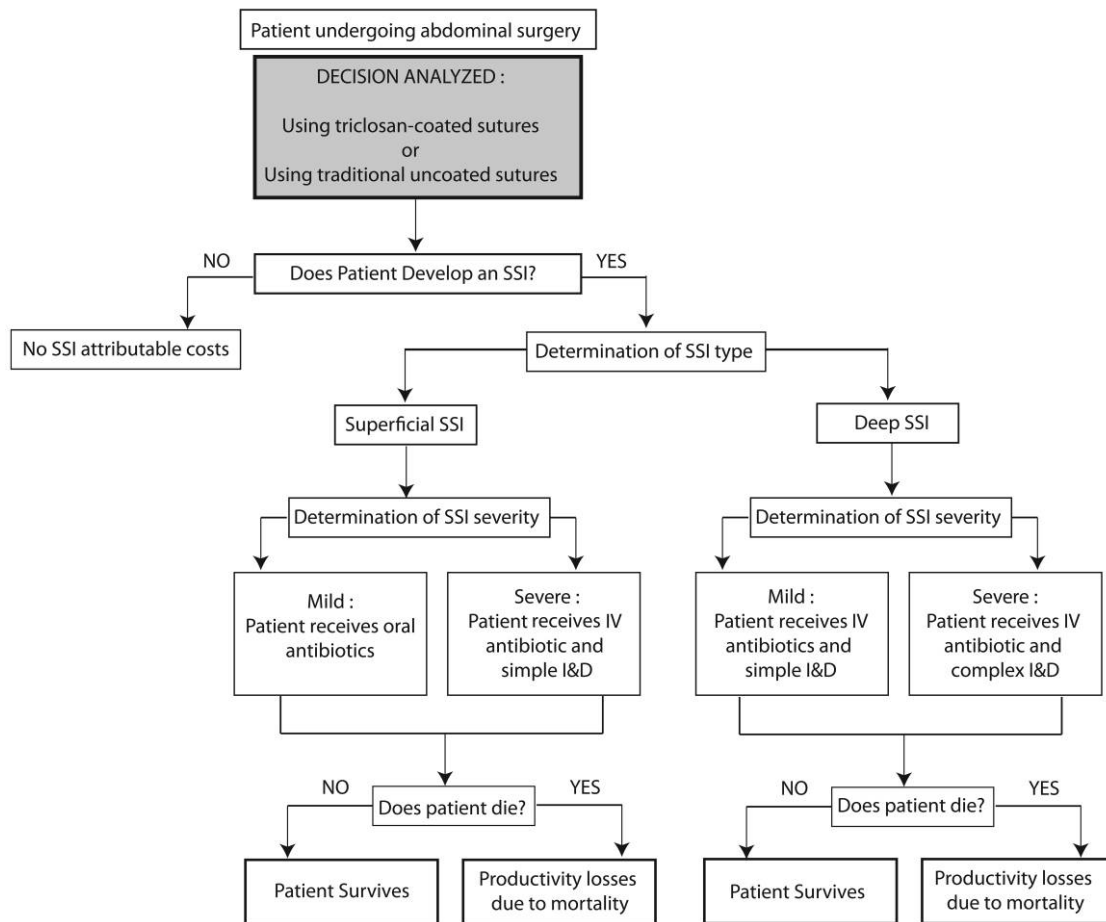 Patient undergoing abdominal surgery
DECISION ANALYZED :
Using triclosan-coated sutures
or
Using traditional uncoated sutures
NO
Does Patient Develop an SSI?
YES
No SSI attributable costs
Determination of SSI type
Superficial SSI
Deep SSI
Determination of SSI severity
Determination of SSI severity
Mild :
Patient receives oral
antibiotics
Severe :
Patient receives IV
antibiotic and
simple I&D
Mild :
Patient receives IV
antibiotics and
simple I&D
Severe :
Patient receives IV
antibiotic and
complex I&D
NO
Does patient die?
YES
NO
Does patient die?
YES
Patient Survives
Productivity losses
due to mortality
Patient Survives
Productivity losses
due to mortality